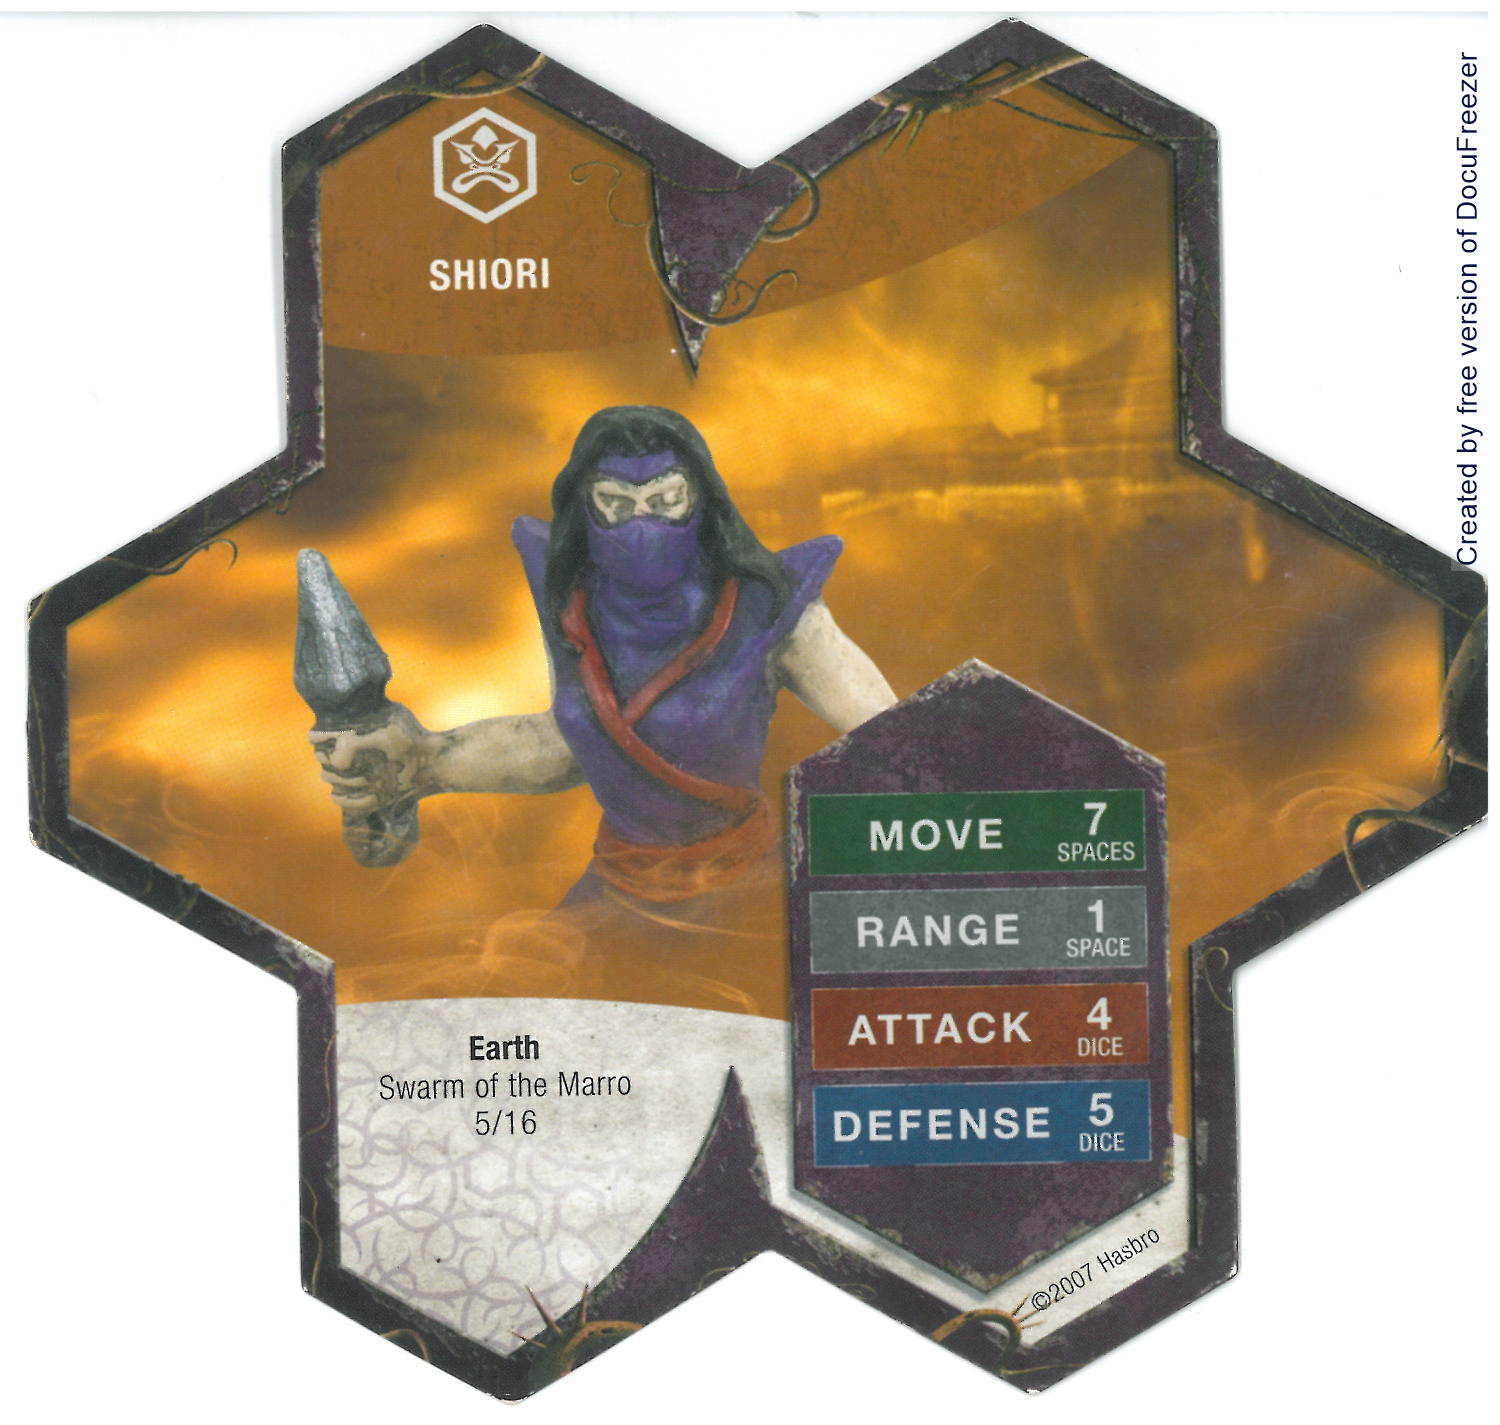 SHIORI
MOVE 7 SPACES
RANGE 1 SPACE
ATTACK 4 DICE
DEFENSE 5 DICE
Earth
Swarm of the Marro
5/16
©2007 Hasbro
Created by free version of DocuFreezer